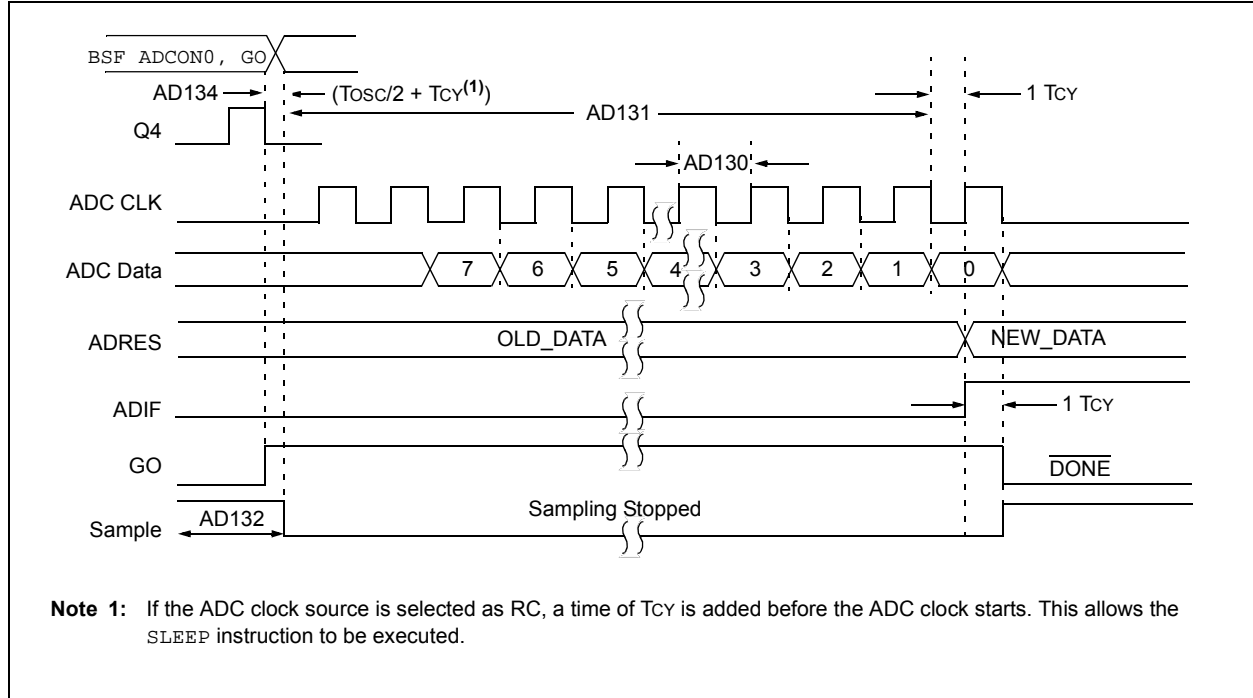 BSF ADCON0, GO
AD134 (TOSC/2 + TCY(1)) 1 TCY
AD131
Q4
AD130
ADC CLK
ADC Data 7 6 5 4 3 2 1 0
ADRES OLD_DATA NEW_DATA
ADIF 1 TCY
GO DONE
Sample AD132 Sampling Stopped
Note 1: If the ADC clock source is selected as RC, a time of TCY is added before the ADC clock starts. This allows the
SLEEP instruction to be executed.